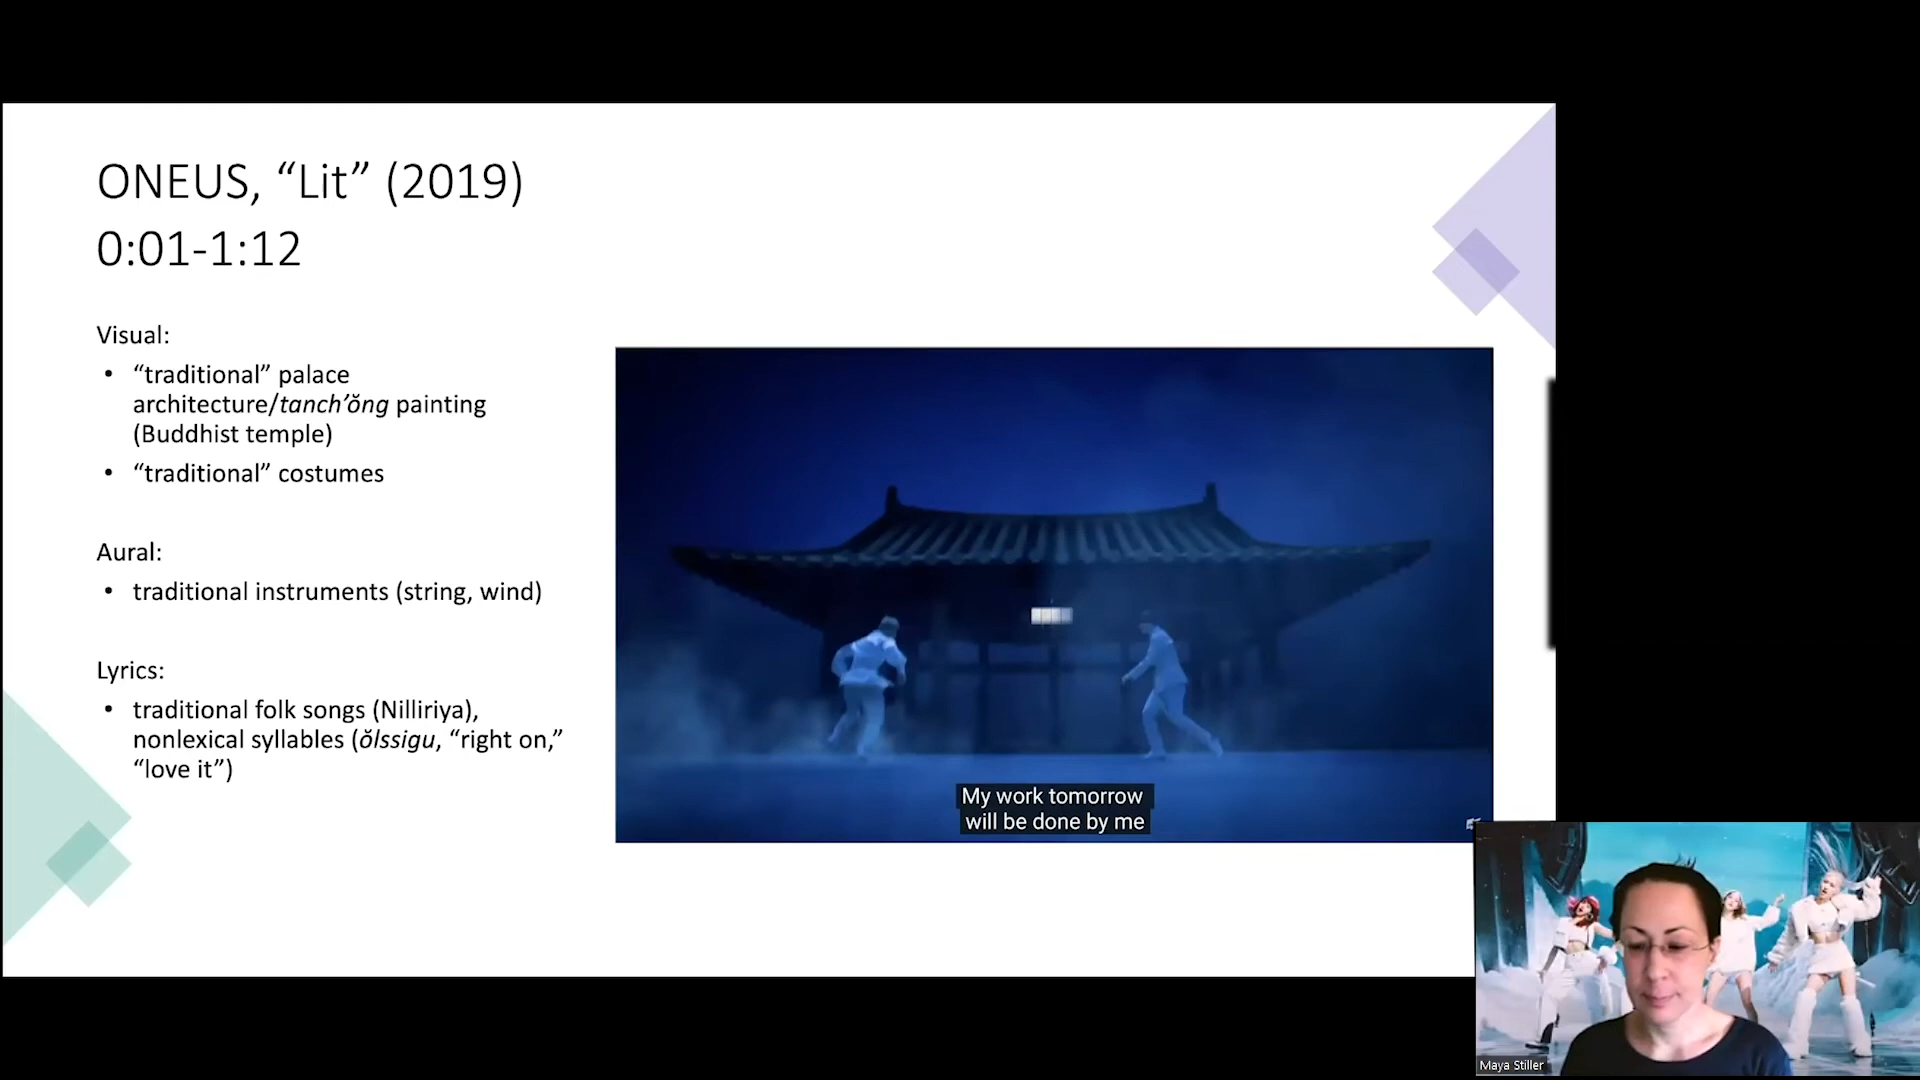 ONEUS, “Lit” (2019)
0:01-1:12
Visual:
• “traditional” palace
architecture/tanch’ŏng painting
(Buddhist temple)
• “traditional” costumes
Aural:
• traditional instruments (string, wind)
Lyrics:
• traditional folk songs (Nilliriya),
nonlexical syllables (ŏlssigu, “right on,”
“love it”)
My work tomorrow
will be done by me
Maya Stiller